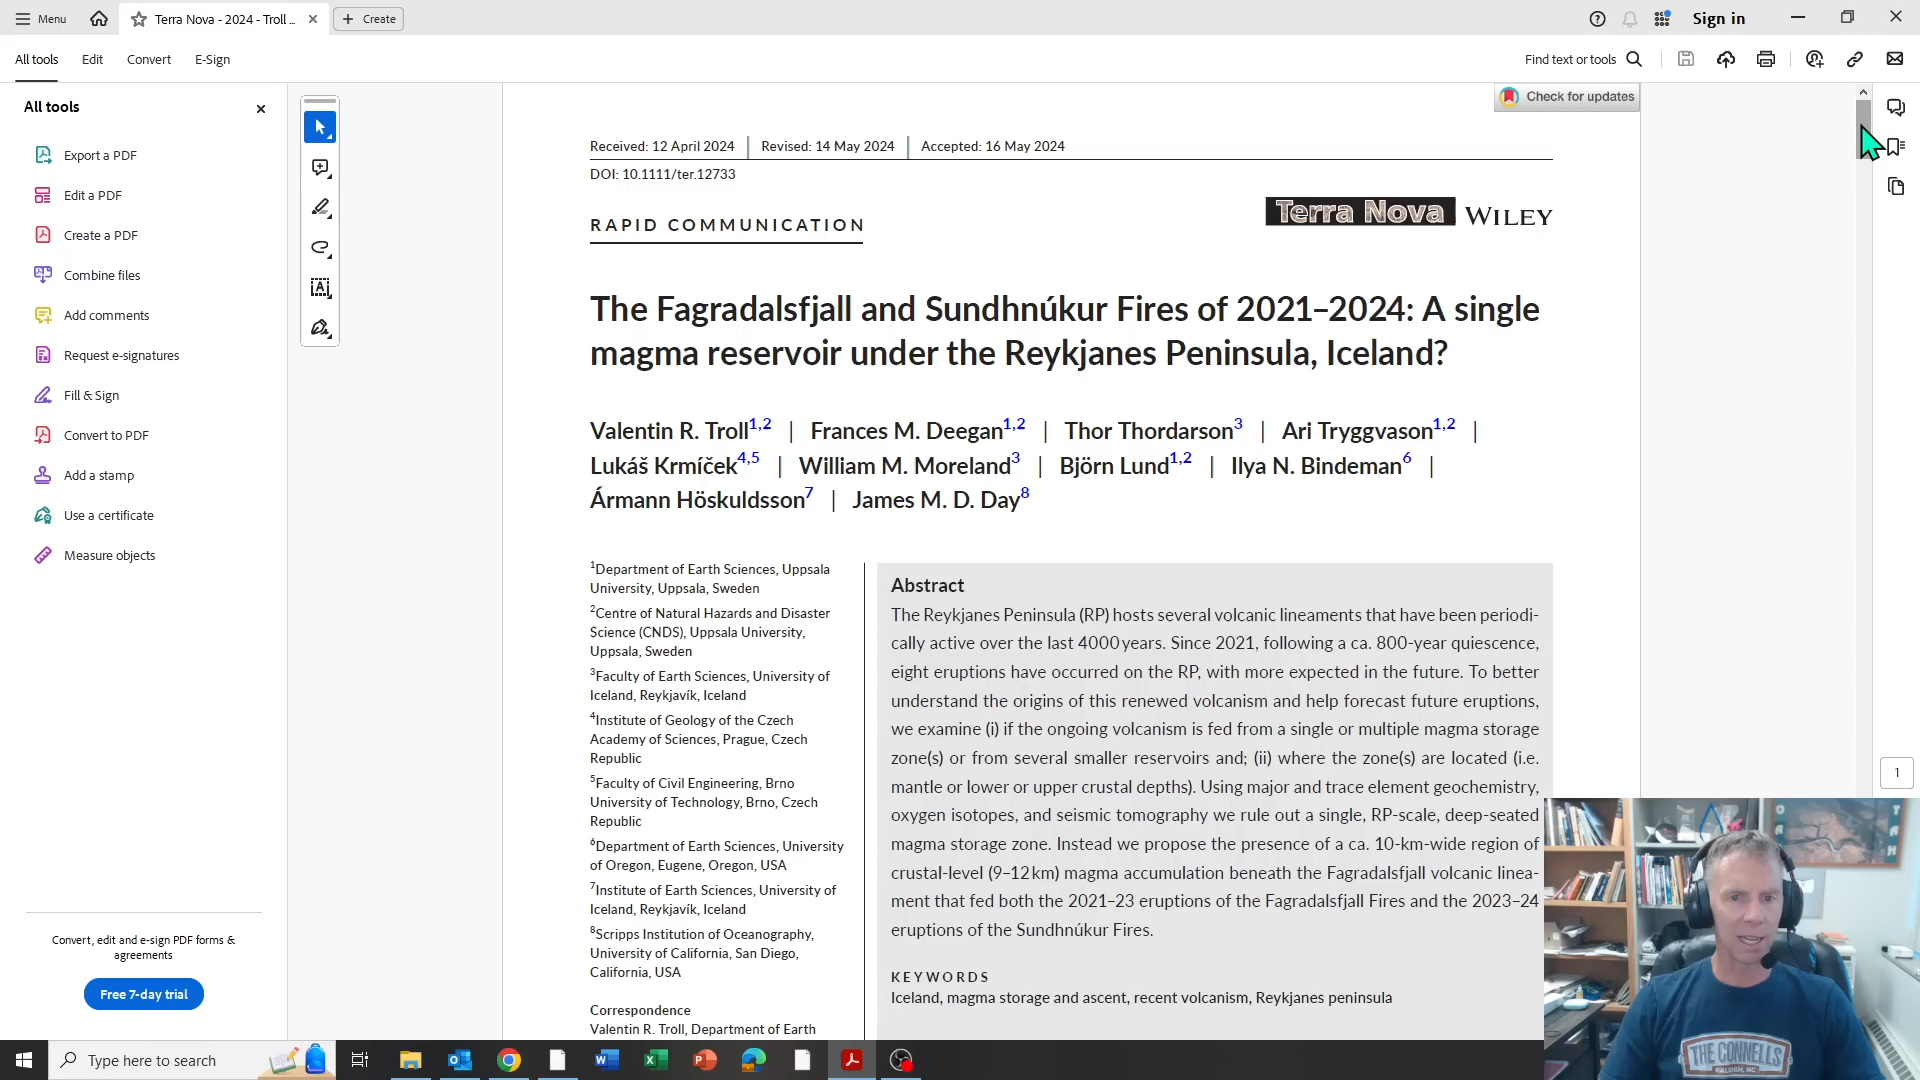 Menu
Terra Nova - 2024 - Troll ...
Create
Sign in
All tools
Edit
Convert
E-Sign
Find text or tools
All tools
Export a PDF
Edit a PDF
Create a PDF
Combine files
Add comments
Request e-signatures
Fill & Sign
Convert to PDF
Add a stamp
Use a certificate
Measure objects
Convert, edit and e-sign PDF forms &
agreements
Free 7-day trial
Check for updates
Received: 12 April 2024 | Revised: 14 May 2024 | Accepted: 16 May 2024
DOI: 10.1111/ter.12733
RAPID COMMUNICATION
Terra Nova WILEY
The Fagradalsfjall and Sundhnúkur Fires of 2021–2024: A single
magma reservoir under the Reykjanes Peninsula, Iceland?
Valentin R. Troll1,2 | Frances M. Deegan1,2 | Thor Thordarson3 | Ari Tryggvason1,2 |
Lukáš Krmíček4,5 | William M. Moreland3 | Björn Lund1,2 | Ilya N. Bindeman6 |
Ármann Höskuldsson7 | James M. D. Day8
1Department of Earth Sciences, Uppsala
University, Uppsala, Sweden
2Centre of Natural Hazards and Disaster
Science (CNDS), Uppsala University,
Uppsala, Sweden
3Faculty of Earth Sciences, University of
Iceland, Reykjavík, Iceland
4Institute of Geology of the Czech
Academy of Sciences, Prague, Czech
Republic
5Faculty of Civil Engineering, Brno
University of Technology, Brno, Czech
Republic
6Department of Earth Sciences, University
of Oregon, Eugene, Oregon, USA
7Institute of Earth Sciences, University of
Iceland, Reykjavík, Iceland
8Scripps Institution of Oceanography,
University of California, San Diego,
California, USA
Correspondence
Valentin R. Troll, Department of Earth
Abstract
The Reykjanes Peninsula (RP) hosts several volcanic lineaments that have been periodi-
cally active over the last 4000 years. Since 2021, following a ca. 800-year quiescence,
eight eruptions have occurred on the RP, with more expected in the future. To better
understand the origins of this renewed volcanism and help forecast future eruptions,
we examine (i) if the ongoing volcanism is fed from a single or multiple magma storage
zone(s) or from several smaller reservoirs and; (ii) where the zone(s) are located (i.e.
mantle or lower or upper crustal depths). Using major and trace element geochemistry,
oxygen isotopes, and seismic tomography we rule out a single, RP-scale, deep-seated
magma storage zone. Instead we propose the presence of a ca. 10-km-wide region of
crustal-level (9–12 km) magma accumulation beneath the Fagradalsfjall volcanic linea-
ment that fed both the 2021–23 eruptions of the Fagradalsfjall Fires and the 2023–24
eruptions of the Sundhnúkur Fires.
KEYWORDS
Iceland, magma storage and ascent, recent volcanism, Reykjanes peninsula
1
THE CONNELLS
RALEIGH, NC.
Type here to search